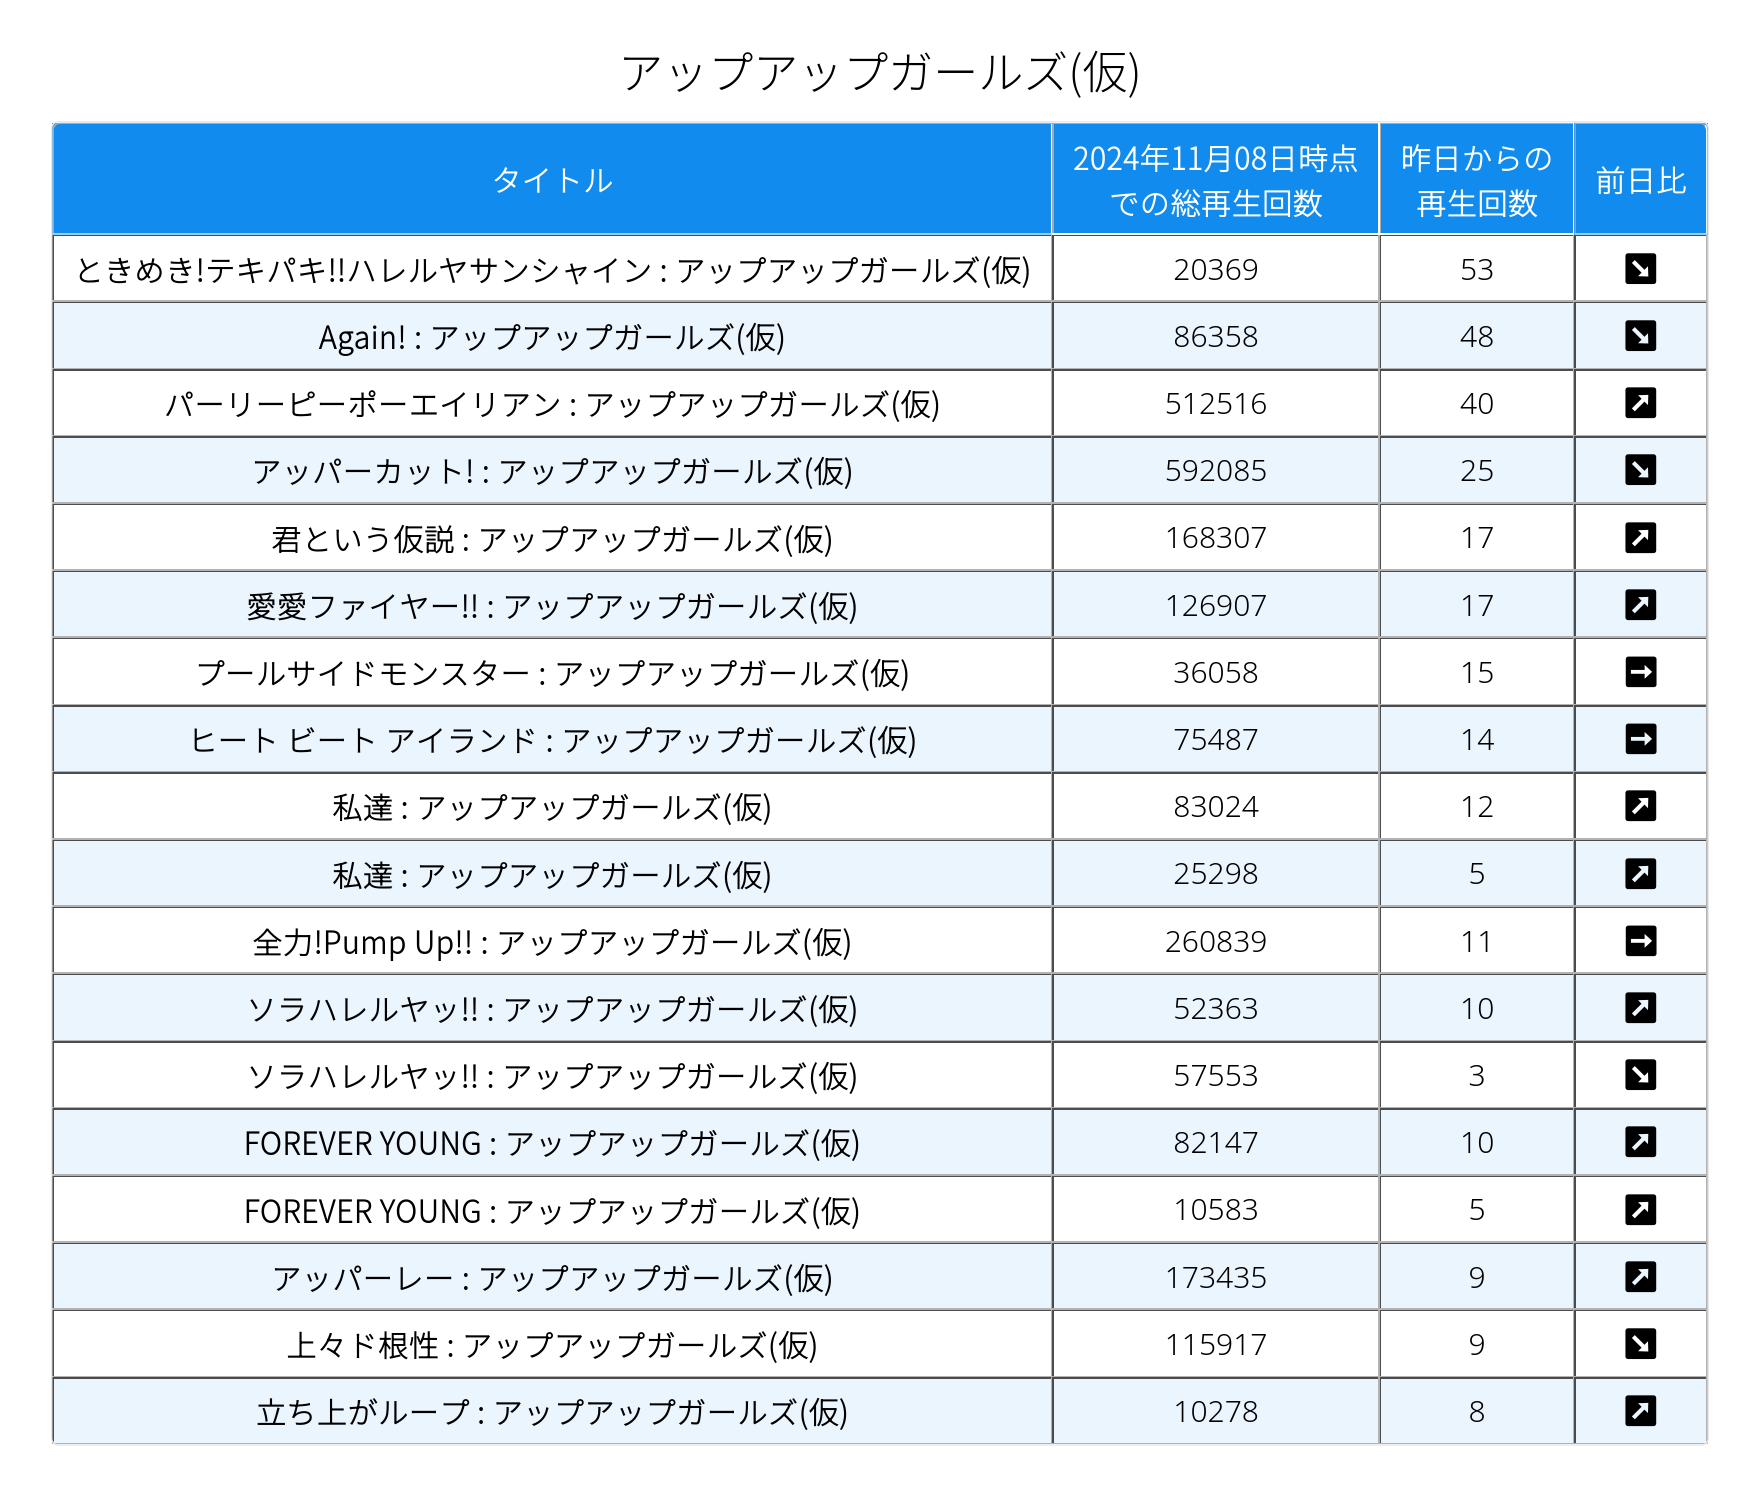 アップアップガールズ(仮)
タイトル 2024年11月08日時点での総再生回数 昨日からの再生回数 前日比
ときめき!テキパキ!!ハレルヤサンシャイン : アップアップガールズ(仮) 20369 53 ↘
Again! : アップアップガールズ(仮) 86358 48 ↘
パーリーピーポーエイリアン : アップアップガールズ(仮) 512516 40 ↗
アッパーカット! : アップアップガールズ(仮) 592085 25 ↘
君という仮説 : アップアップガールズ(仮) 168307 17 ↗
愛愛ファイヤー!! : アップアップガールズ(仮) 126907 17 ↗
プールサイドモンスター : アップアップガールズ(仮) 36058 15 →
ヒート ビート アイランド : アップアップガールズ(仮) 75487 14 →
私達 : アップアップガールズ(仮) 83024 12 ↗
私達 : アップアップガールズ(仮) 25298 5 ↗
全力!Pump Up!! : アップアップガールズ(仮) 260839 11 →
ソラハレルヤッ!! : アップアップガールズ(仮) 52363 10 ↗
ソラハレルヤッ!! : アップアップガールズ(仮) 57553 3 ↘
FOREVER YOUNG : アップアップガールズ(仮) 82147 10 ↗
FOREVER YOUNG : アップアップガールズ(仮) 10583 5 ↗
アッパーレー : アップアップガールズ(仮) 173435 9 ↗
上々ド根性 : アップアップガールズ(仮) 115917 9 ↘
立ち上がループ : アップアップガールズ(仮) 10278 8 ↗